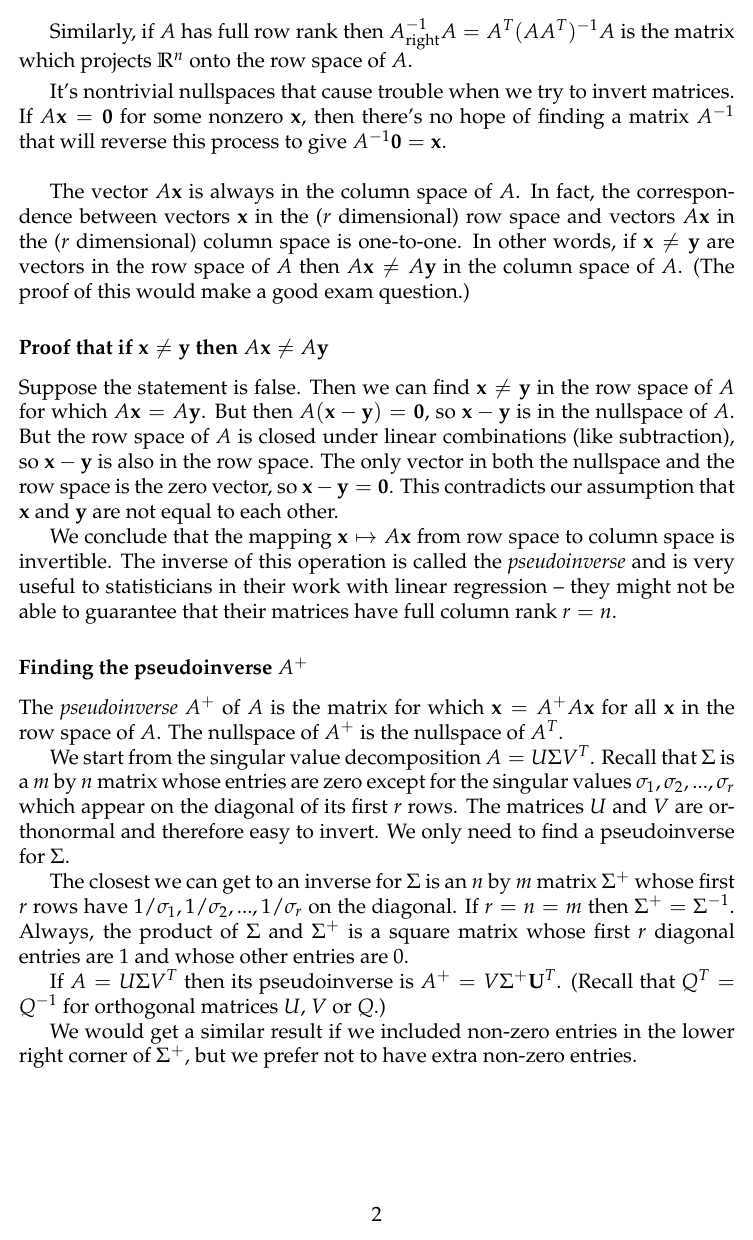 Similarly, if A has full row rank then A⁻¹_right A = Aᵀ(AAᵀ)⁻¹A is the matrix
which projects ℝⁿ onto the row space of A.
It’s nontrivial nullspaces that cause trouble when we try to invert matrices.
If Ax = 0 for some nonzero x, then there’s no hope of finding a matrix A⁻¹
that will reverse this process to give A⁻¹0 = x.
The vector Ax is always in the column space of A. In fact, the correspon-
dence between vectors x in the (r dimensional) row space and vectors Ax in
the (r dimensional) column space is one-to-one. In other words, if x ≠ y are
vectors in the row space of A then Ax ≠ Ay in the column space of A. (The
proof of this would make a good exam question.)
Proof that if x ≠ y then Ax ≠ Ay
Suppose the statement is false. Then we can find x ≠ y in the row space of A
for which Ax = Ay. But then A(x − y) = 0, so x − y is in the nullspace of A.
But the row space of A is closed under linear combinations (like subtraction),
so x − y is also in the row space. The only vector in both the nullspace and the
row space is the zero vector, so x − y = 0. This contradicts our assumption that
x and y are not equal to each other.
We conclude that the mapping x ↦ Ax from row space to column space is
invertible. The inverse of this operation is called the pseudoinverse and is very
useful to statisticians in their work with linear regression – they might not be
able to guarantee that their matrices have full column rank r = n.
Finding the pseudoinverse A⁺
The pseudoinverse A⁺ of A is the matrix for which x = A⁺Ax for all x in the
row space of A. The nullspace of A⁺ is the nullspace of Aᵀ.
We start from the singular value decomposition A = UΣVᵀ. Recall that Σ is
a m by n matrix whose entries are zero except for the singular values σ₁, σ₂, ..., σᵣ
which appear on the diagonal of its first r rows. The matrices U and V are or-
thonormal and therefore easy to invert. We only need to find a pseudoinverse
for Σ.
The closest we can get to an inverse for Σ is an n by m matrix Σ⁺ whose first
r rows have 1/σ₁, 1/σ₂, ..., 1/σᵣ on the diagonal. If r = n = m then Σ⁺ = Σ⁻¹.
Always, the product of Σ and Σ⁺ is a square matrix whose first r diagonal
entries are 1 and whose other entries are 0.
If A = UΣVᵀ then its pseudoinverse is A⁺ = VΣ⁺Uᵀ. (Recall that Qᵀ =
Q⁻¹ for orthogonal matrices U, V or Q.)
We would get a similar result if we included non-zero entries in the lower
right corner of Σ⁺, but we prefer not to have extra non-zero entries.
2